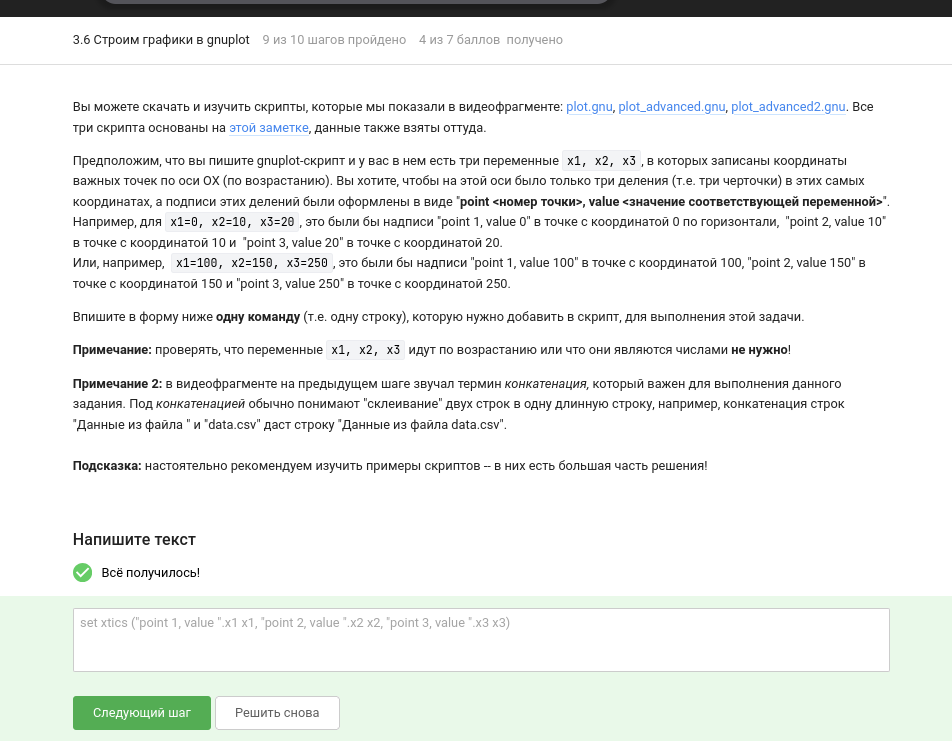 3.6 Строим графики в gnuplot 9 из 10 шагов пройдено 4 из 7 баллов получено
Вы можете скачать и изучить скрипты, которые мы показали в видеофрагменте: plot.gnu, plot_advanced.gnu, plot_advanced2.gnu. Все
три скрипта основаны на этой заметке, данные также взяты оттуда.
Предположим, что вы пишите gnuplot-скрипт и у вас в нем есть три переменные x1, x2, x3, в которых записаны координаты
важных точек по оси OX (по возрастанию). Вы хотите, чтобы на этой оси было только три деления (т.е. три черточки) в этих самых
координатах, а подписи этих делений были оформлены в виде "point <номер точки>, value <значение соответствующей переменной>".
Например, для x1=0, x2=10, x3=20, это были бы надписи "point 1, value 0" в точке с координатой 0 по горизонтали, "point 2, value 10"
в точке с координатой 10 и "point 3, value 20" в точке с координатой 20.
Или, например, x1=100, x2=150, x3=250, это были бы надписи "point 1, value 100" в точке с координатой 100, "point 2, value 150" в
точке с координатой 150 и "point 3, value 250" в точке с координатой 250.
Впишите в форму ниже одну команду (т.е. одну строку), которую нужно добавить в скрипт, для выполнения этой задачи.
Примечание: проверять, что переменные x1, x2, x3 идут по возрастанию или что они являются числами не нужно!
Примечание 2: в видеофрагменте на предыдущем шаге звучал термин конкатенация, который важен для выполнения данного
задания. Под конкатенацией обычно понимают "склеивание" двух строк в одну длинную строку, например, конкатенация строк
"Данные из файла " и "data.csv" даст строку "Данные из файла data.csv".
Подсказка: настоятельно рекомендуем изучить примеры скриптов -- в них есть большая часть решения!
Напишите текст
Всё получилось!
set xtics ("point 1, value ".x1 x1, "point 2, value ".x2 x2, "point 3, value ".x3 x3)
Следующий шаг Решить снова